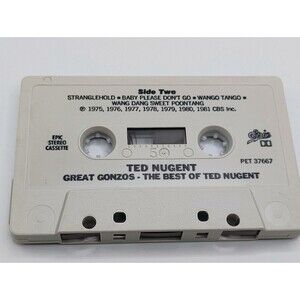 Side Two
STRANGLEHOLD • BABY PLEASE DON'T GO • WANGO TANGO •
WANG DANG SWEET POONTANG
℗ 1975, 1976, 1977, 1978, 1979, 1980, 1981 CBS Inc.
EPIC
STEREO
CASSETTE
Epic
50
TED NUGENT
PET 37667
GREAT GONZOS - THE BEST OF TED NUGENT